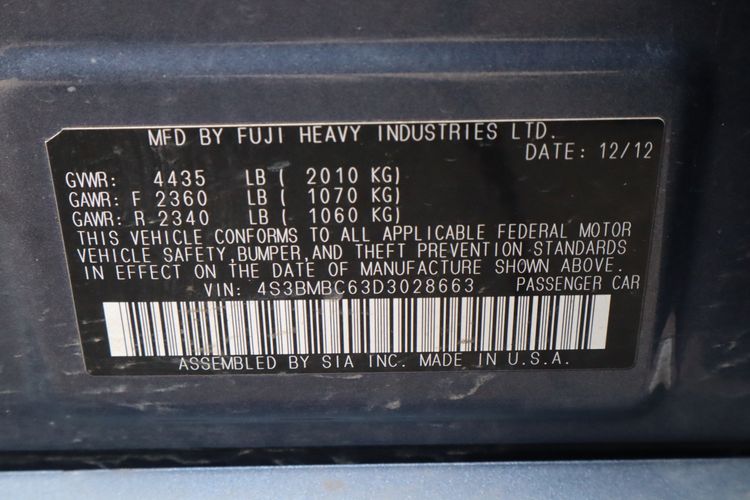 MFD BY FUJI HEAVY INDUSTRIES LTD.
DATE: 12/12
GVWR: 4435 LB ( 2010 KG)
GAWR: F 2360 LB ( 1070 KG)
GAWR: R 2340 LB ( 1060 KG)
THIS VEHICLE CONFORMS TO ALL APPLICABLE FEDERAL MOTOR
VEHICLE SAFETY,BUMPER,AND THEFT PREVENTION STANDARDS
IN EFFECT ON THE DATE OF MANUFACTURE SHOWN ABOVE.
VIN: 4S3BMBC63D3028663 PASSENGER CAR
ASSEMBLED BY SIA INC. MADE IN U.S.A.